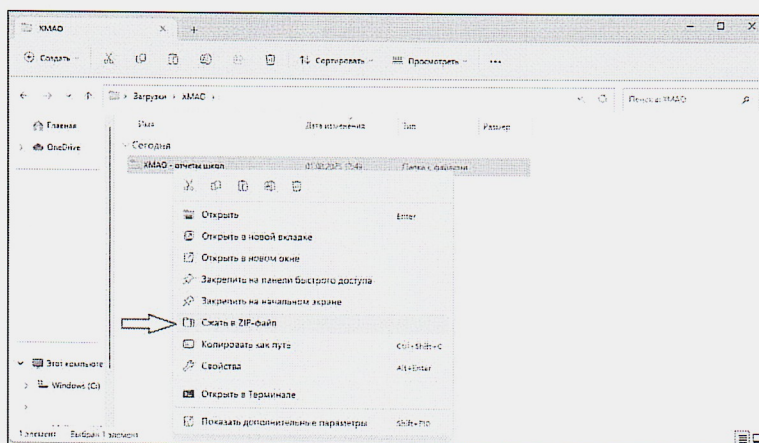 ХМАО
Создать
Сортировать
Просмотреть
Загрузки > ХМАО >
Поиск в: ХМАО
Главная
OneDrive
Имя
Дата изменения
Тип
Размер
Сегодня
ХМАО - отчеты школ
Папка с файлами
Открыть Enter
Открыть в новой вкладке
Открыть в новом окне
Закрепить на панели быстрого доступа
Закрепить на начальном экране
Сжать в ZIP-файл
Копировать как путь Ctrl+Shift+C
Свойства Alt+Enter
Открыть в Терминале
Показать дополнительные параметры Shift+F10
Этот компьюте
Windows (C:)
1 элемент
Выбран 1 элемент